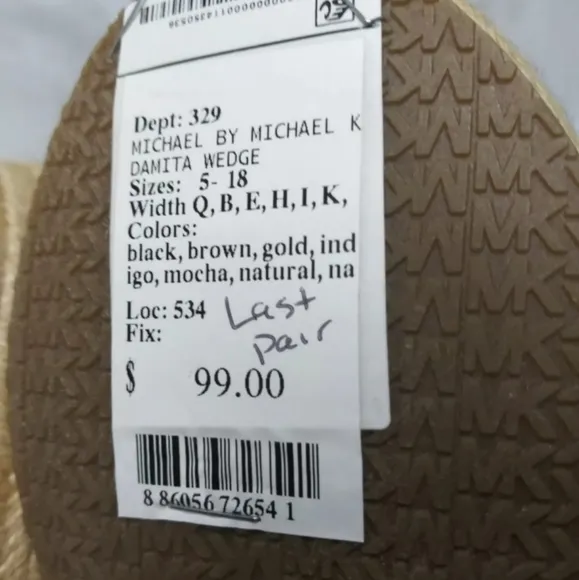 Dept: 329
MICHAEL BY MICHAEL K
DAMITA WEDGE
Sizes: 5- 18
Width Q, B, E, H, I, K,
Colors:
black, brown, gold, ind
igo, mocha, natural, na
Loc: 534
Last
Fix:
pair
$ 99.00
8 86056 72654 1
MK